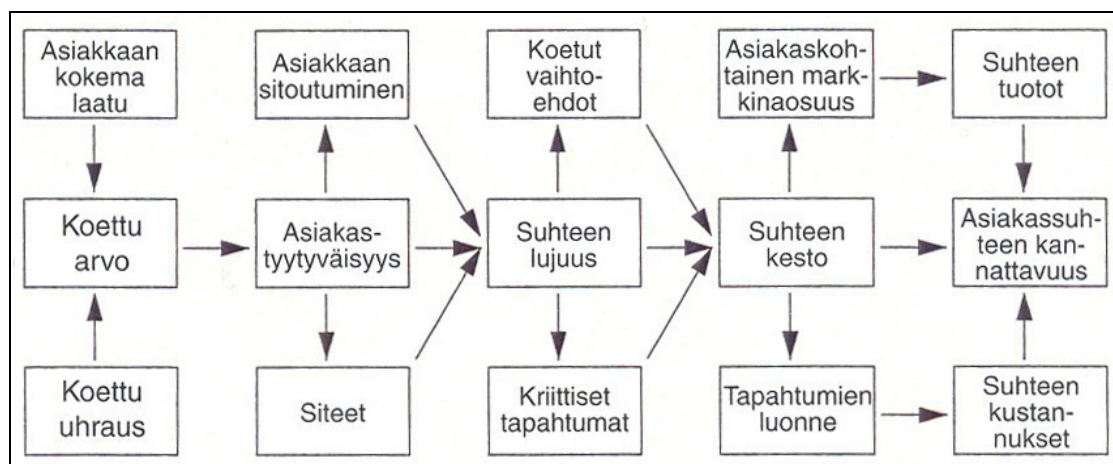 Asiakkaan
kokema
laatu
Asiakkaan
sitoutuminen
Koetut
vaihto-
ehdot
Asiakaskoh-
tainen mark-
kinaosuus
Suhteen
tuotot
Koettu
arvo
Asiakas-
tyytyväisyys
Suhteen
lujuus
Suhteen
kesto
Asiakassuh-
teen kan-
nattavuus
Koettu
uhraus
Siteet
Kriittiset
tapahtumat
Tapahtumien
luonne
Suhteen
kustan-
nukset